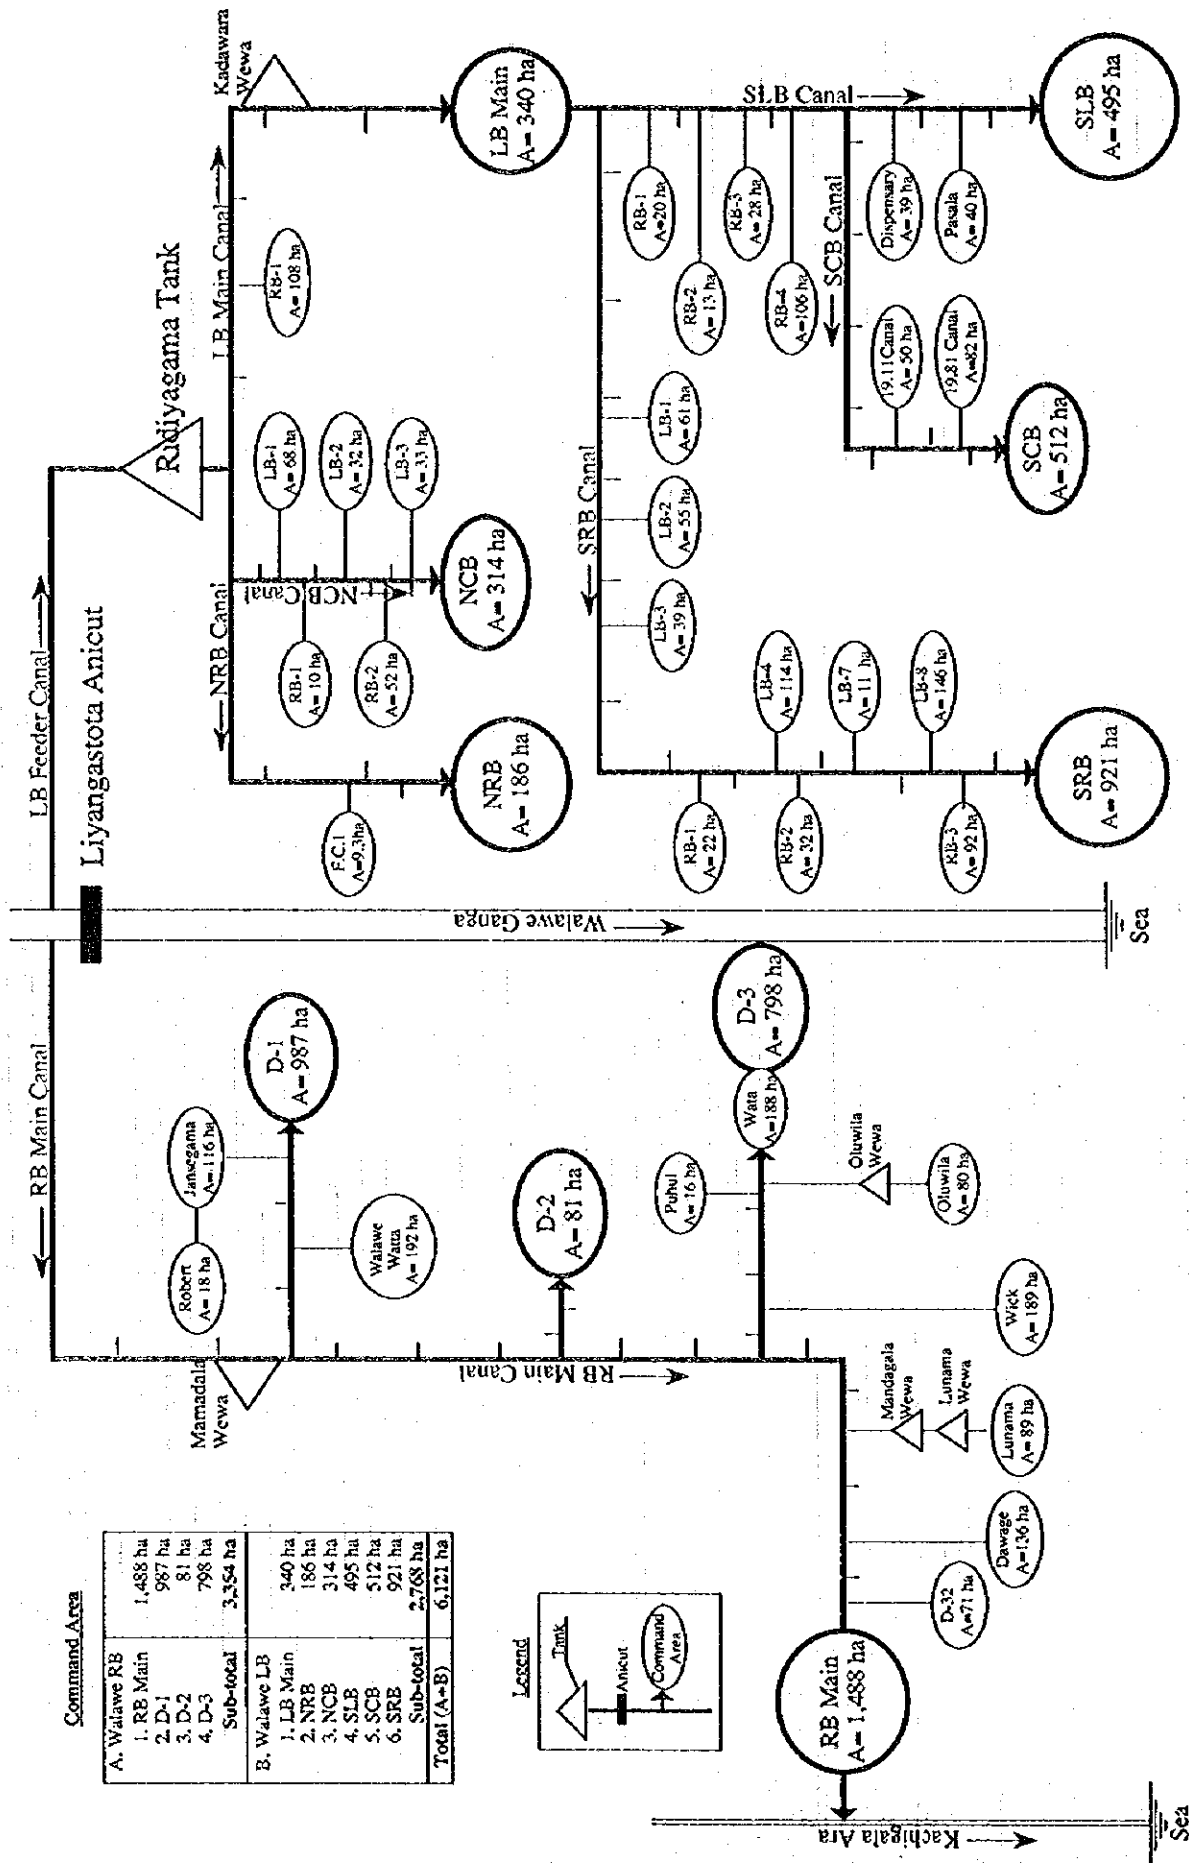 LB Feeder Canal
Liyangastota Anicut
RB Main Canal
Ridiyagama Tank
Kadawara
Wewa
LB Main Canal
RB-1
A= 108 ha
LB Main
A= 340 ha
NRB Canal
NCB Canal
LB-1
A= 68 ha
LB-2
A= 32 ha
LB-3
A= 33 ha
RB-1
A= 10 ha
RB-2
A= 52 ha
NCB
A= 314 ha
F.C.1
A=9.3ha
NRB
A= 186 ha
SLB Canal
RB-1
A=20 ha
RB-2
A= 13 ha
RB-3
A= 28 ha
RB-4
A=106 ha
SCB Canal
Dispensary
A= 39 ha
Pasala
A= 40 ha
SLB
A= 495 ha
19.11Canal
A= 50 ha
19.81 Canal
A=82 ha
SCB
A= 512 ha
SRB Canal
LB-1
A= 61 ha
LB-2
A= 55 ha
LB-3
A= 39 ha
LB-4
A= 114 ha
LB-7
A= 11 ha
LB-8
A= 146 ha
RB-1
A= 22 ha
RB-2
A= 32 ha
RB-3
A= 92 ha
SRB
A= 921 ha
Walawe Ganga
Sea
Mamadala
Wewa
Robert
A= 18 ha
Jansegama
A= 116 ha
D-1
A= 987 ha
Walawe
Watta
A= 192 ha
RB Main Canal
D-2
A= 81 ha
Puhul
A= 16 ha
Wata
A=188 ha
D-3
A= 798 ha
Oluwila
Wewa
Oluwila
A= 80 ha
Wick
A= 189 ha
Mandagala
Wewa
Lunama
Wewa
Lunama
A= 89 ha
Dawage
A=136 ha
D-32
A=71 ha
RB Main
A= 1,488 ha
Kachigala Ara
Sea
Command Area
A. Walawe RB
1. RB Main 1,488 ha
2. D-1 987 ha
3. D-2 81 ha
4. D-3 798 ha
Sub-total 3,354 ha
B. Walawe LB
1. LB Main 340 ha
2. NRB 186 ha
3. NCB 314 ha
4. SLB 495 ha
5. SCB 512 ha
6. SRB 921 ha
Sub-total 2,768 ha
Total (A+B) 6,121 ha
Legend
Tank
Anicut
Command
Area